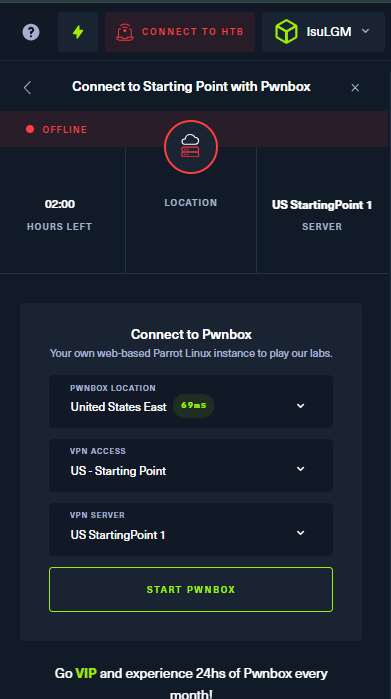 ?
CONNECT TO HTB
IsuLGM
Connect to Starting Point with Pwnbox
OFFLINE
02:00
HOURS LEFT
LOCATION
US StartingPoint 1
SERVER
Connect to Pwnbox
Your own web-based Parrot Linux instance to play our labs.
PWNBOX LOCATION
United States East 69ms
VPN ACCESS
US - Starting Point
VPN SERVER
US StartingPoint 1
START PWNBOX
Go VIP and experience 24hs of Pwnbox every
month!